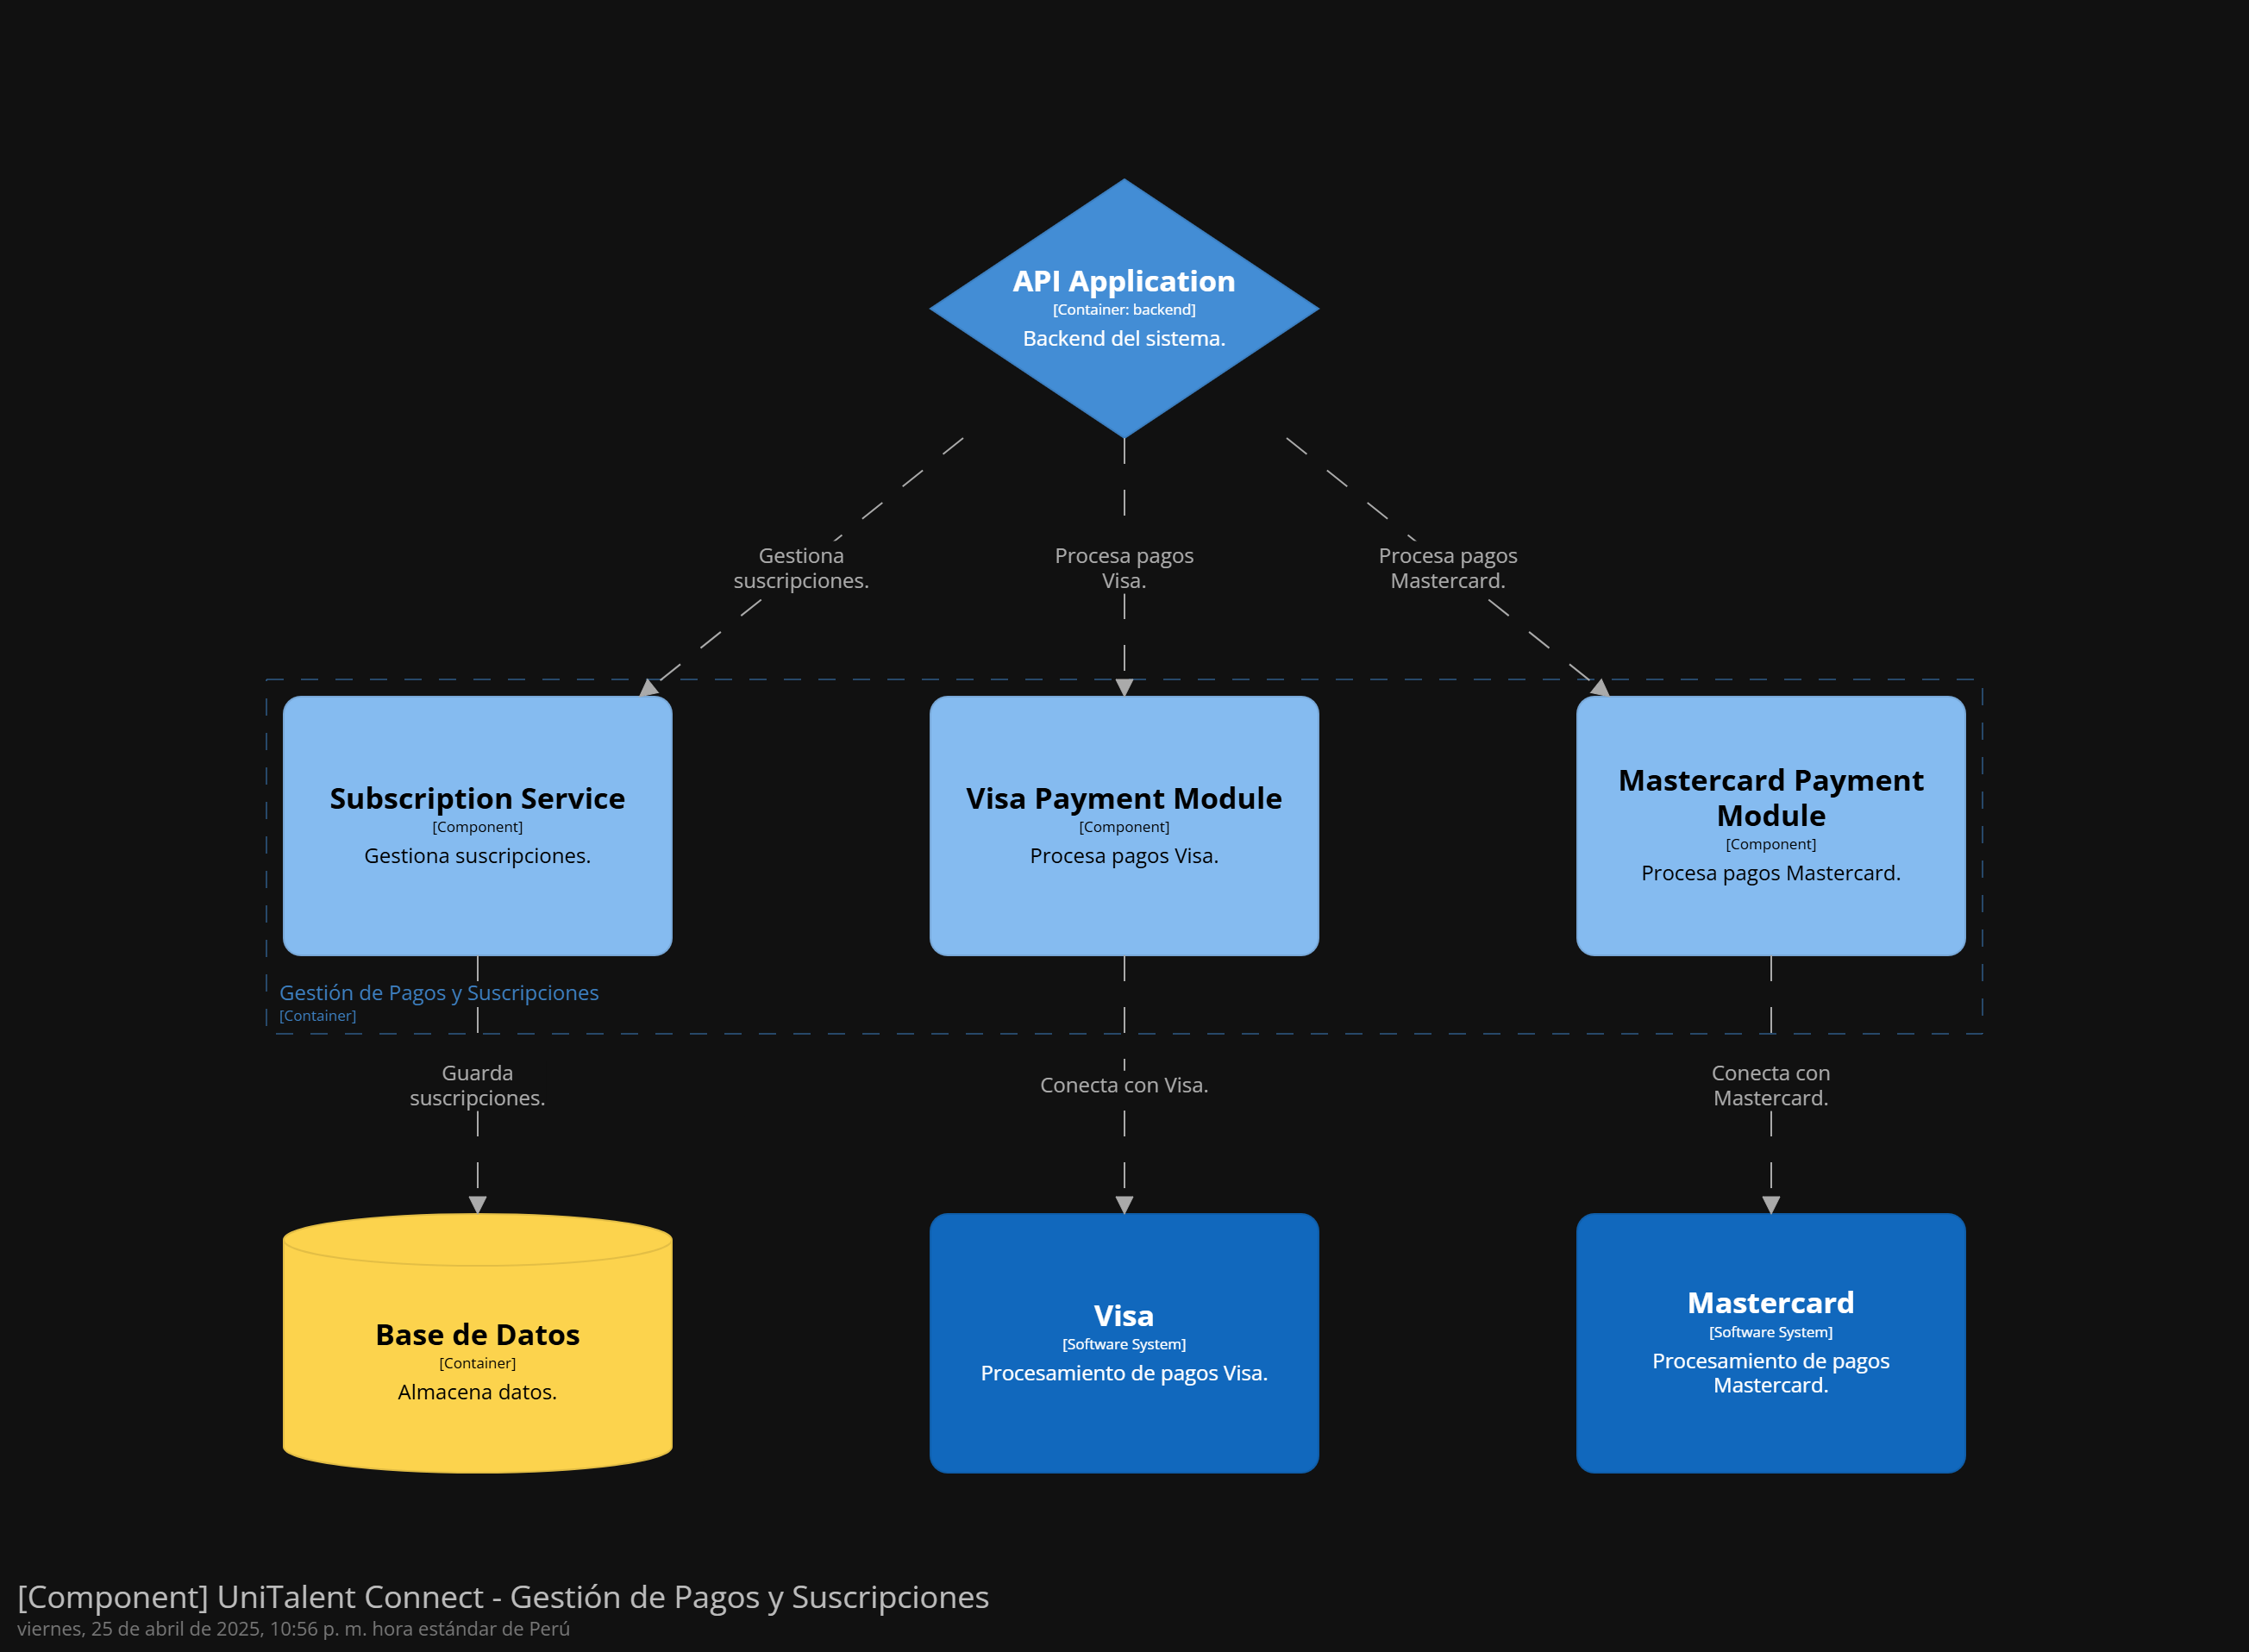 API Application
[Container: backend]
Backend del sistema.
Gestiona
suscripciones.
Procesa pagos
Visa.
Procesa pagos
Mastercard.
Subscription Service
[Component]
Gestiona suscripciones.
Visa Payment Module
[Component]
Procesa pagos Visa.
Mastercard Payment
Module
[Component]
Procesa pagos Mastercard.
Gestión de Pagos y Suscripciones
[Container]
Guarda
suscripciones.
Conecta con Visa.
Conecta con
Mastercard.
Base de Datos
[Container]
Almacena datos.
Visa
[Software System]
Procesamiento de pagos Visa.
Mastercard
[Software System]
Procesamiento de pagos
Mastercard.
[Component] UniTalent Connect - Gestión de Pagos y Suscripciones
viernes, 25 de abril de 2025, 10:56 p. m. hora estándar de Perú